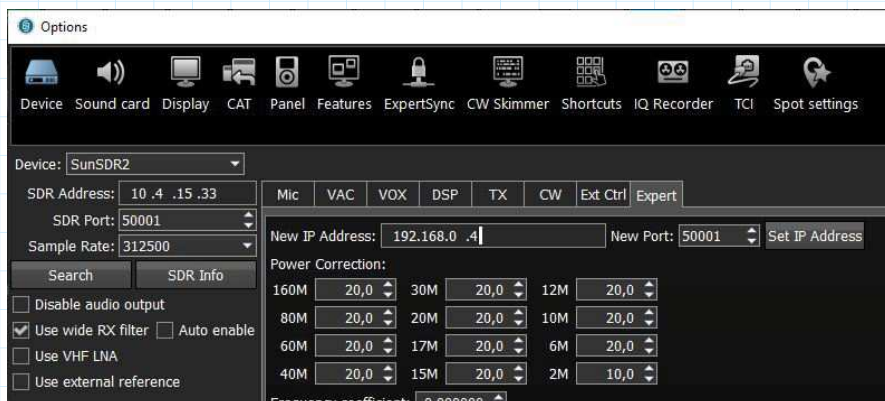 Options
Device Sound card Display CAT Panel Features ExpertSync CW Skimmer Shortcuts IQ Recorder TCI Spot settings
Device: SunSDR2
SDR Address: 10 .4 .15 .33
SDR Port: 50001
Sample Rate: 312500
Search SDR Info
Disable audio output
Use wide RX filter Auto enable
Use VHF LNA
Use external reference
Mic VAC VOX DSP TX CW Ext Ctrl Expert
New IP Address: 192.168.0 .4 New Port: 50001 Set IP Address
Power Correction:
160M 20,0 30M 20,0 12M 20,0
80M 20,0 20M 20,0 10M 20,0
60M 20,0 17M 20,0 6M 20,0
40M 20,0 15M 20,0 2M 10,0
Frequency coefficient: 0,000000